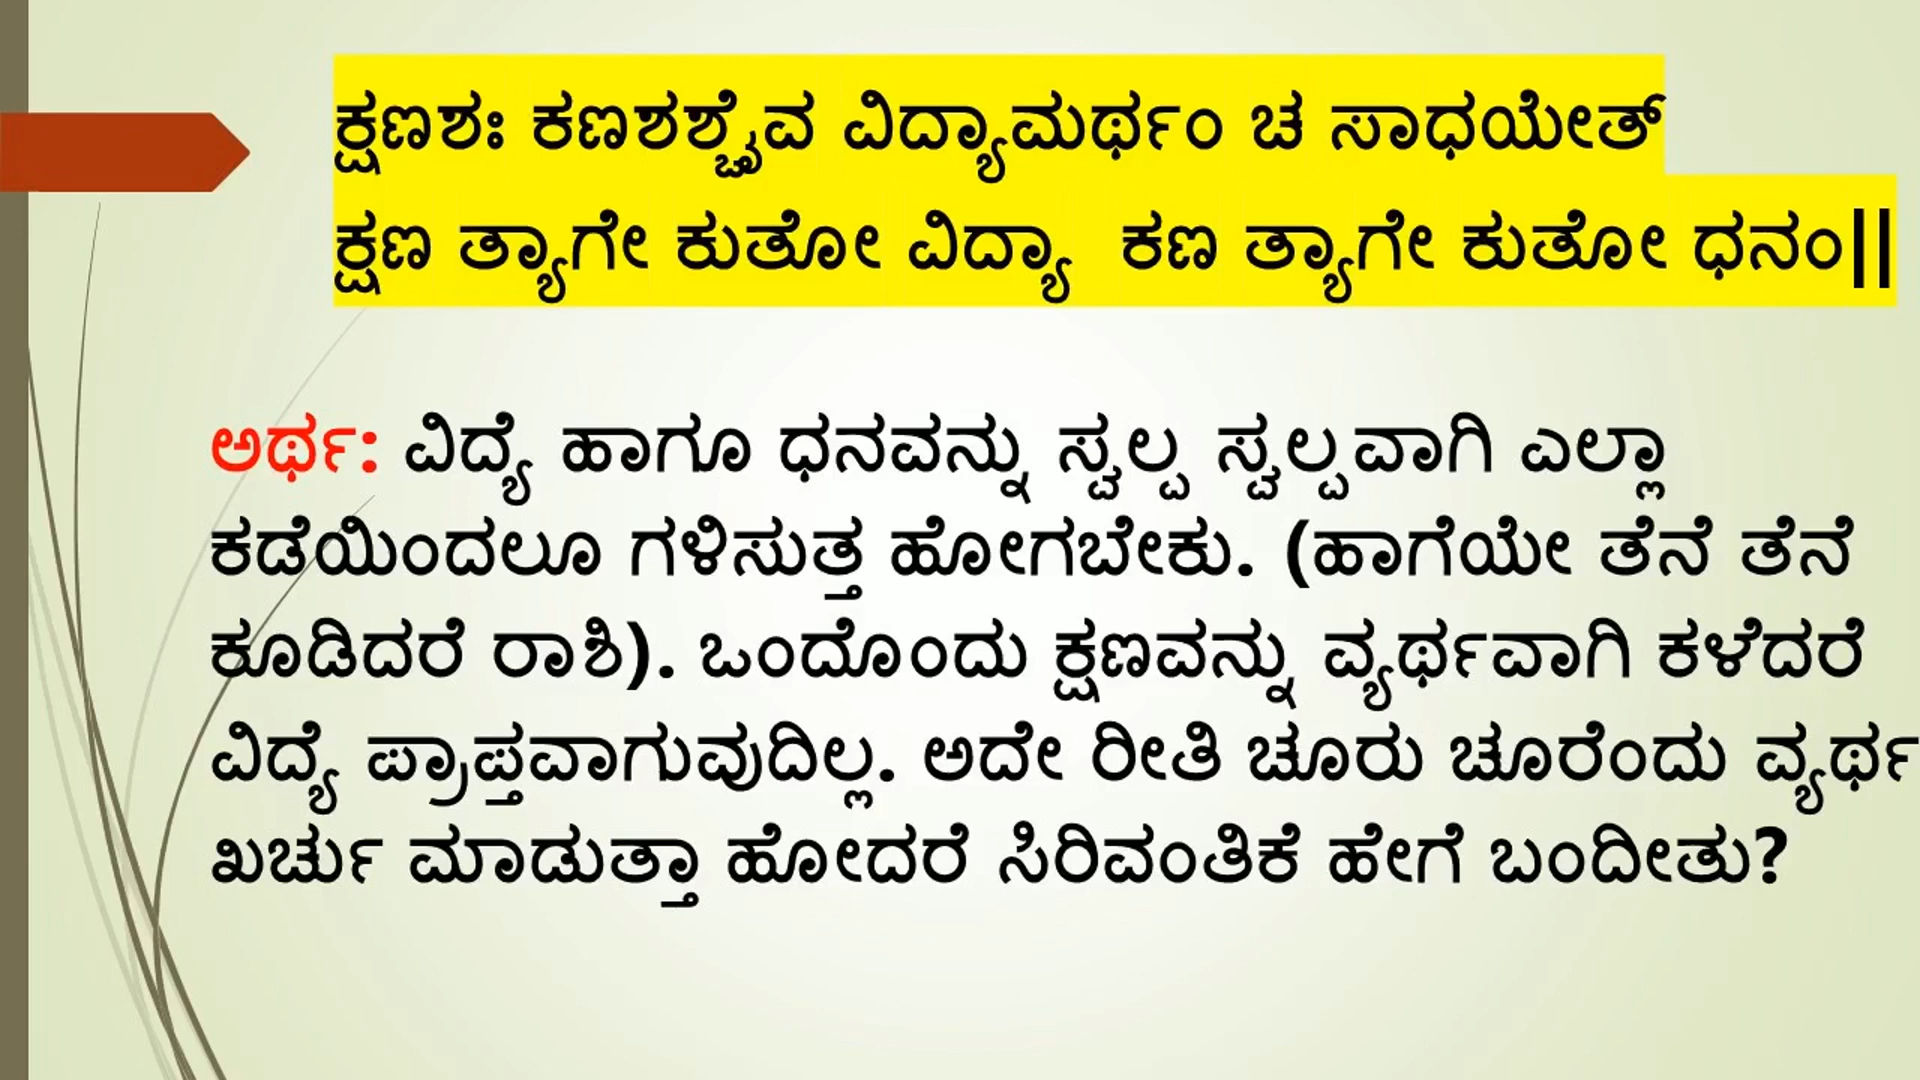 ಕ್ಷಣಶಃ ಕಣಶಶ್ಚೈವ ವಿದ್ಯಾಮರ್ಥಂ ಚ ಸಾಧಯೇತ್
ಕ್ಷಣ ತ್ಯಾಗೇ ಕುತೋ ವಿದ್ಯಾ ಕಣ ತ್ಯಾಗೇ ಕುತೋ ಧನಂ||
ಅರ್ಥ: ವಿದ್ಯೆ ಹಾಗೂ ಧನವನ್ನು ಸ್ವಲ್ಪ ಸ್ವಲ್ಪವಾಗಿ ಎಲ್ಲಾ
ಕಡೆಯಿಂದಲೂ ಗಳಿಸುತ್ತ ಹೋಗಬೇಕು. (ಹಾಗೆಯೇ ತೆನೆ ತೆನೆ
ಕೂಡಿದರೆ ರಾಶಿ). ಒಂದೊಂದು ಕ್ಷಣವನ್ನು ವ್ಯರ್ಥವಾಗಿ ಕಳೆದರೆ
ವಿದ್ಯೆ ಪ್ರಾಪ್ತವಾಗುವುದಿಲ್ಲ. ಅದೇ ರೀತಿ ಚೂರು ಚೂರೆಂದು ವ್ಯರ್ಥ
ಖರ್ಚು ಮಾಡುತ್ತಾ ಹೋದರೆ ಸಿರಿವಂತಿಕೆ ಹೇಗೆ ಬಂದೀತು?